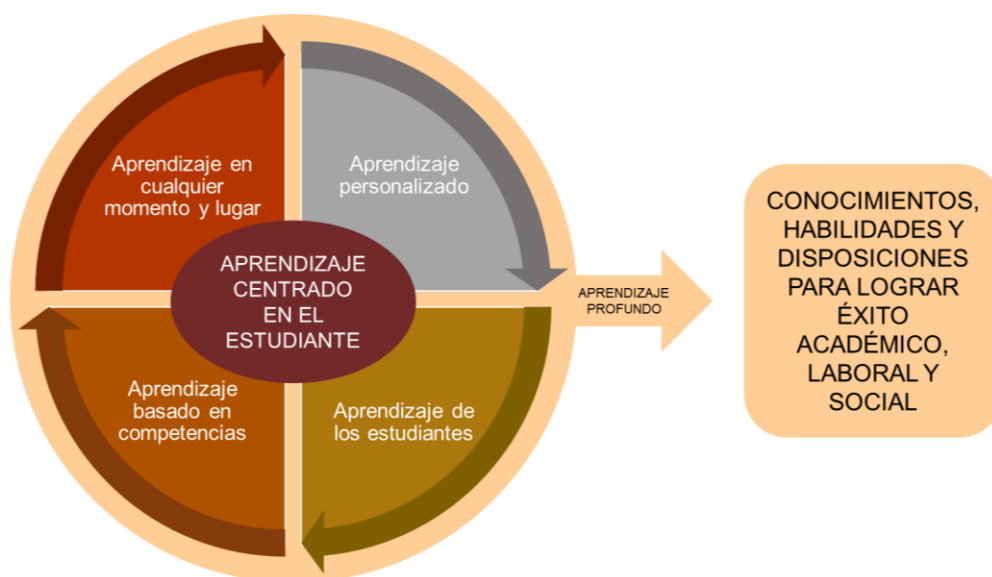 Aprendizaje en
cualquier
momento y lugar
Aprendizaje
personalizado
APRENDIZAJE
CENTRADO
EN EL
ESTUDIANTE
Aprendizaje
basado en
competencias
Aprendizaje de
los estudiantes
APRENDIZAJE
PROFUNDO
CONOCIMIENTOS,
HABILIDADES Y
DISPOSICIONES
PARA LOGRAR
ÉXITO
ACADÉMICO,
LABORAL Y
SOCIAL